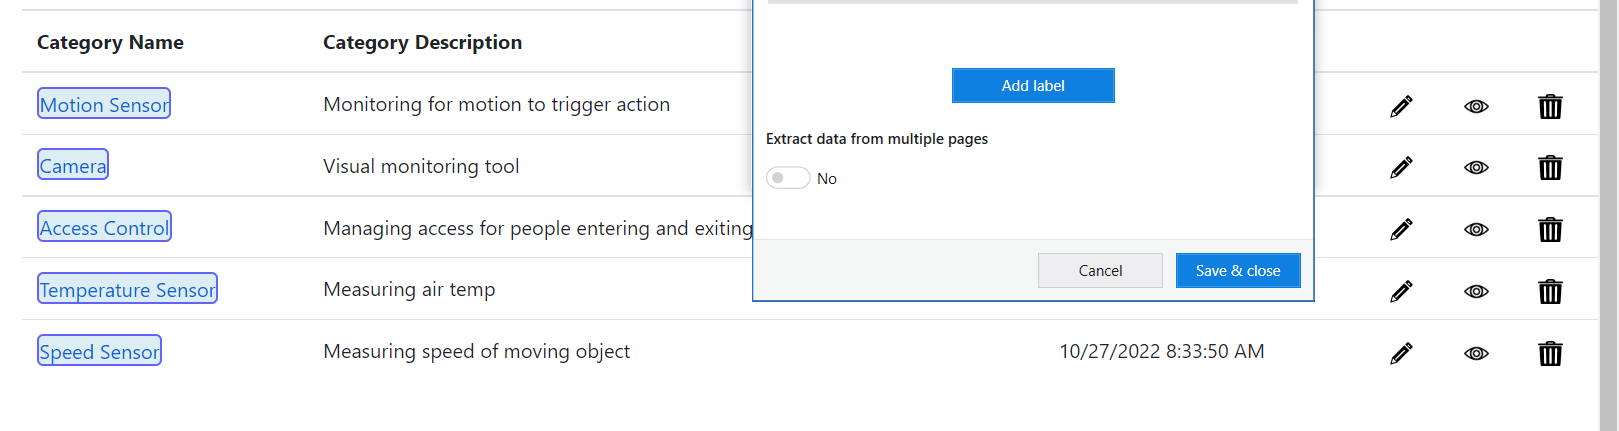 Category Name Category Description
Add label
Motion Sensor Monitoring for motion to trigger action
Extract data from multiple pages
Camera Visual monitoring tool
No
Access Control Managing access for people entering and exiting
Cancel Save & close
Temperature Sensor Measuring air temp
Speed Sensor Measuring speed of moving object 10/27/2022 8:33:50 AM